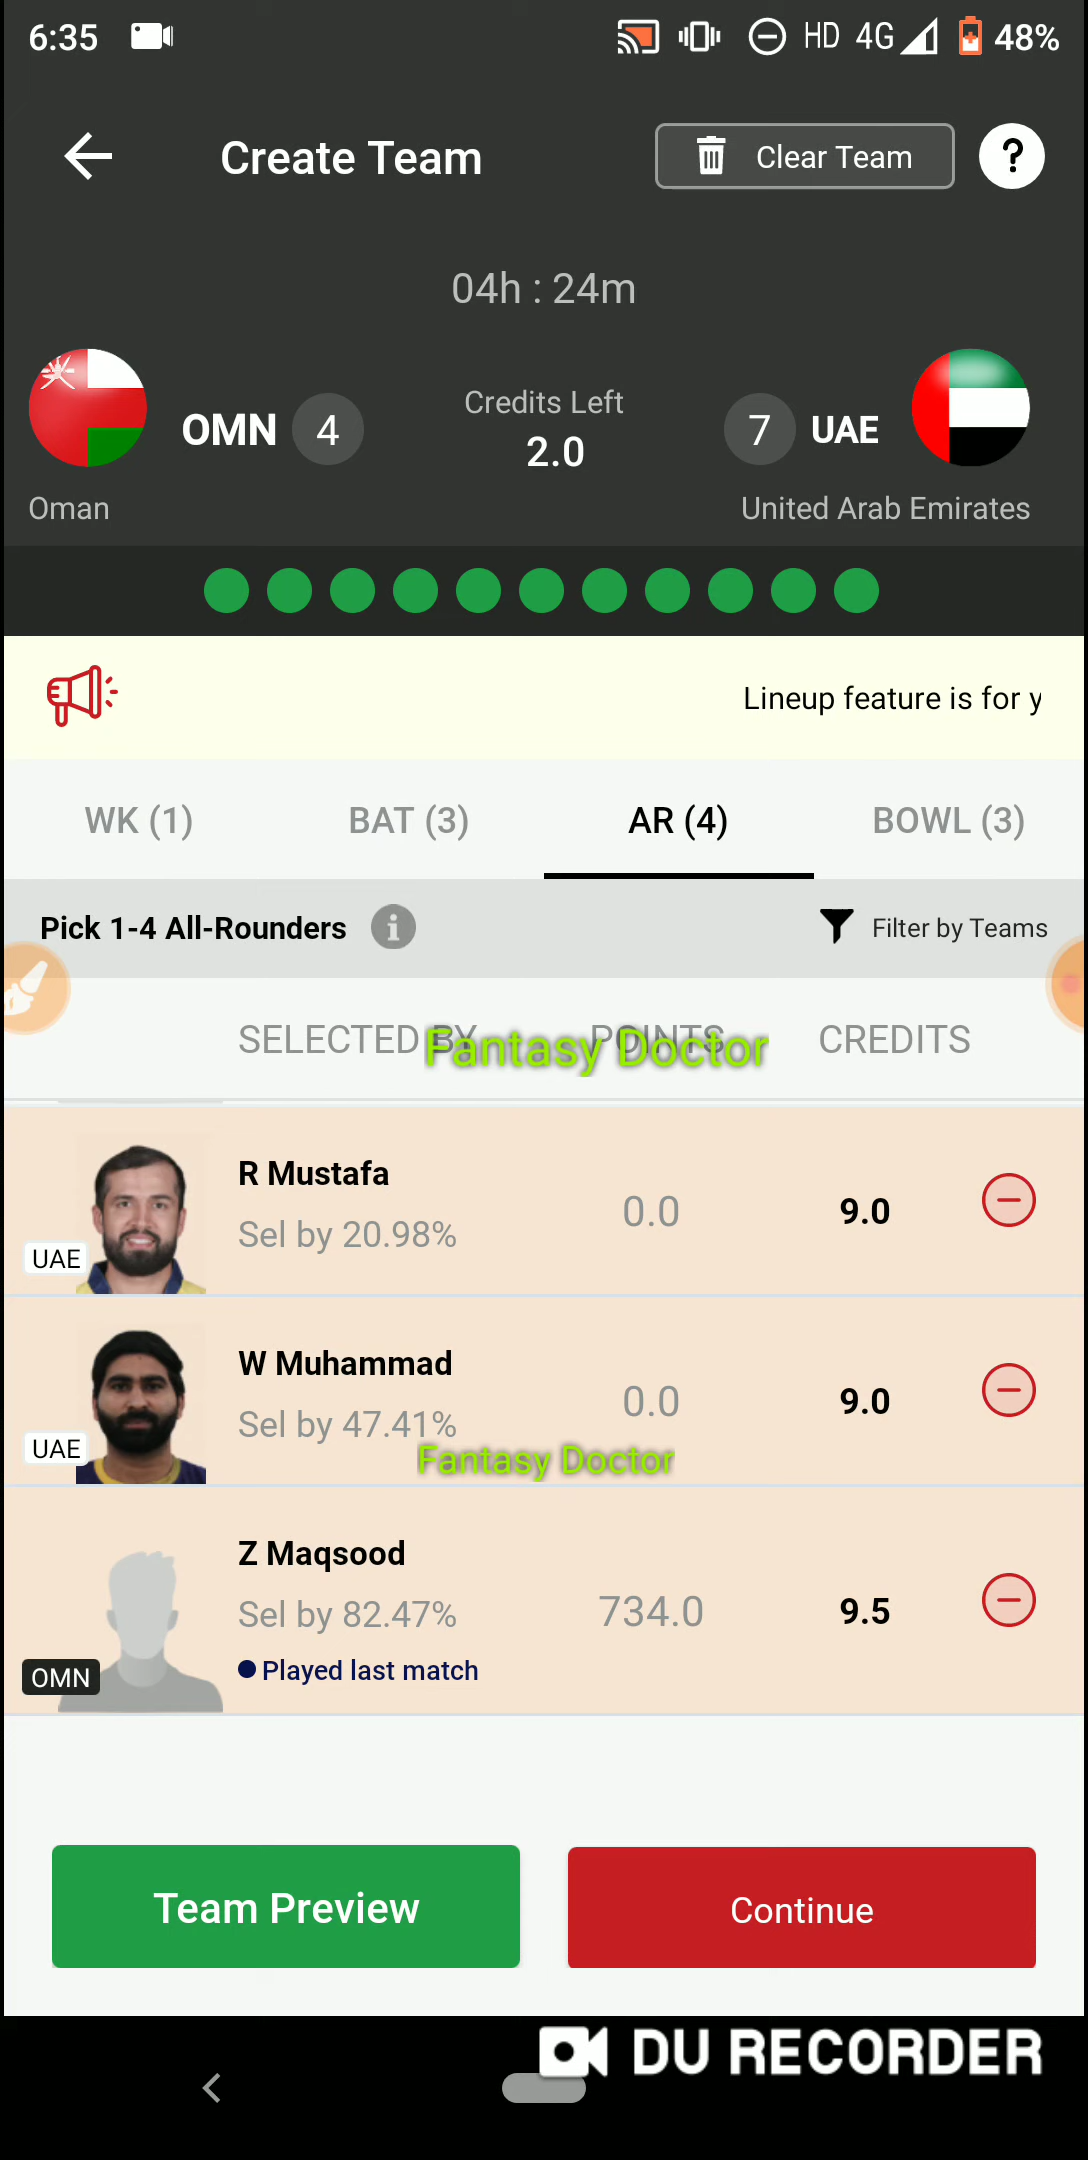 6:35 HD 4G 48%
Create Team Clear Team ?
04h : 24m
OMN 4 Credits Left 2.0 7 UAE
Oman United Arab Emirates
Lineup feature is for y
WK (1) BAT (3) AR (4) BOWL (3)
Pick 1-4 All-Rounders i Filter by Teams
SELECTED BY POINTS CREDITS
Fantasy Doctor
R Mustafa
Sel by 20.98% 0.0 9.0
UAE
W Muhammad
Sel by 47.41% 0.0 9.0
UAE
Fantasy Doctor
Z Maqsood
Sel by 82.47% 734.0 9.5
Played last match
OMN
Team Preview Continue
DU RECORDER